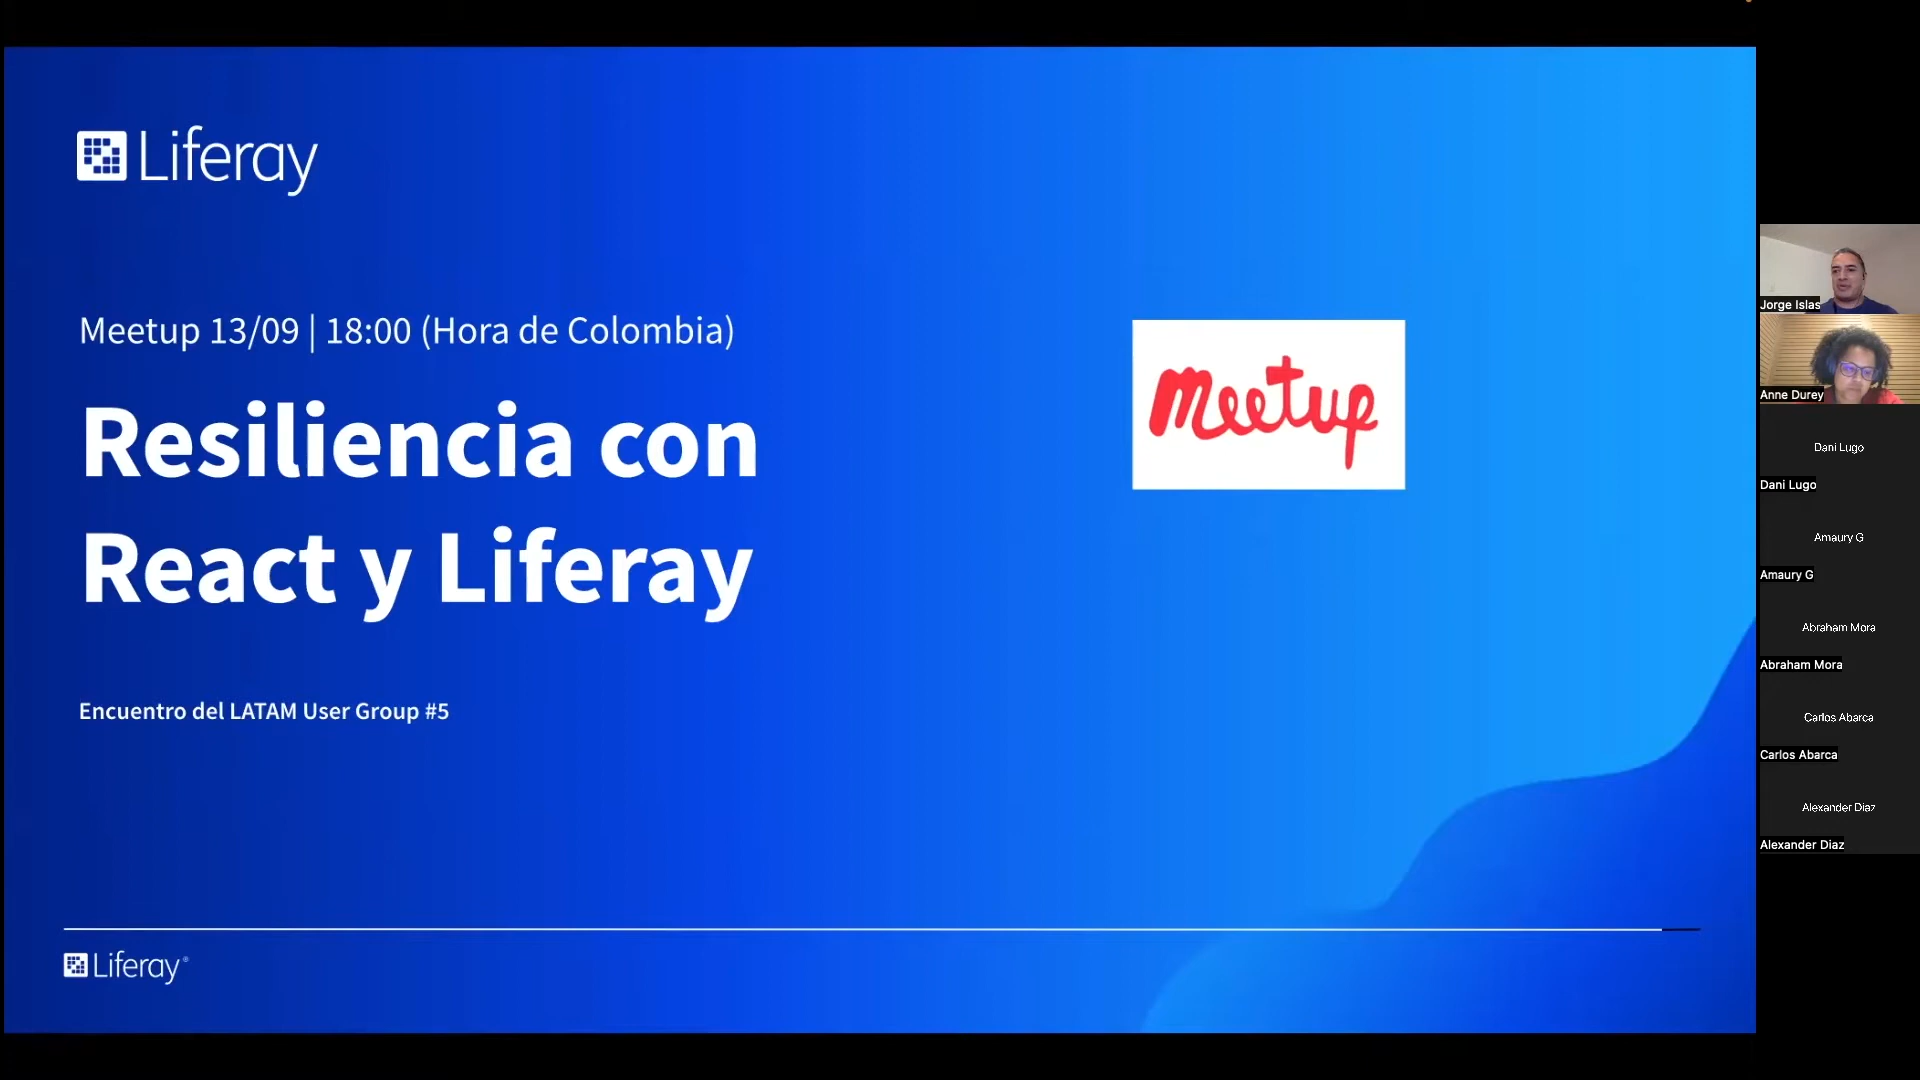 Liferay
Meetup 13/09 | 18:00 (Hora de Colombia)
Resiliencia con
React y Liferay
Encuentro del LATAM User Group #5
Liferay®
meetup
Jorge Islas
Anne Durey
Dani Lugo
Dani Lugo
Amaury G
Amaury G
Abraham Mora
Abraham Mora
Carlos Abarca
Carlos Abarca
Alexander Diaz
Alexander Diaz